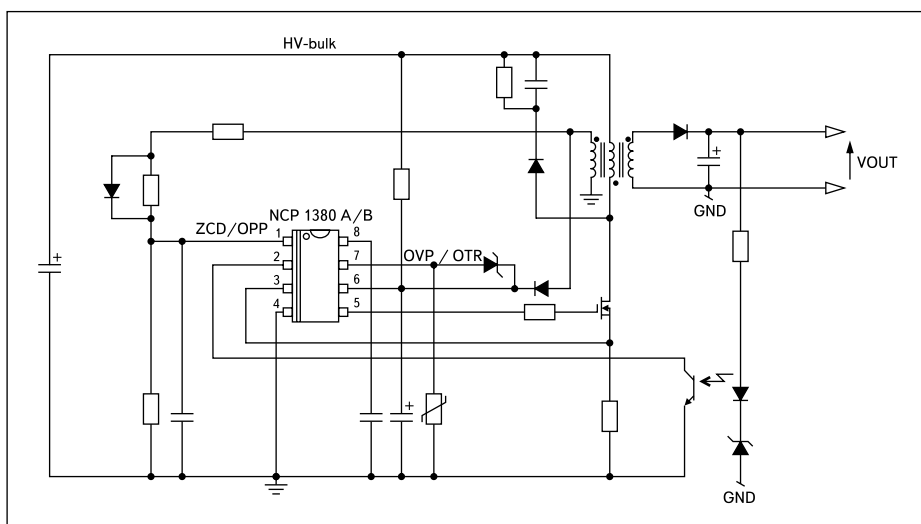 HV-bulk
+
VOUT
GND
NCP 1380 A/B
ZCD/OPP
1 8
2 7
3 6
4 5
OVP / OTR
+
+
GND